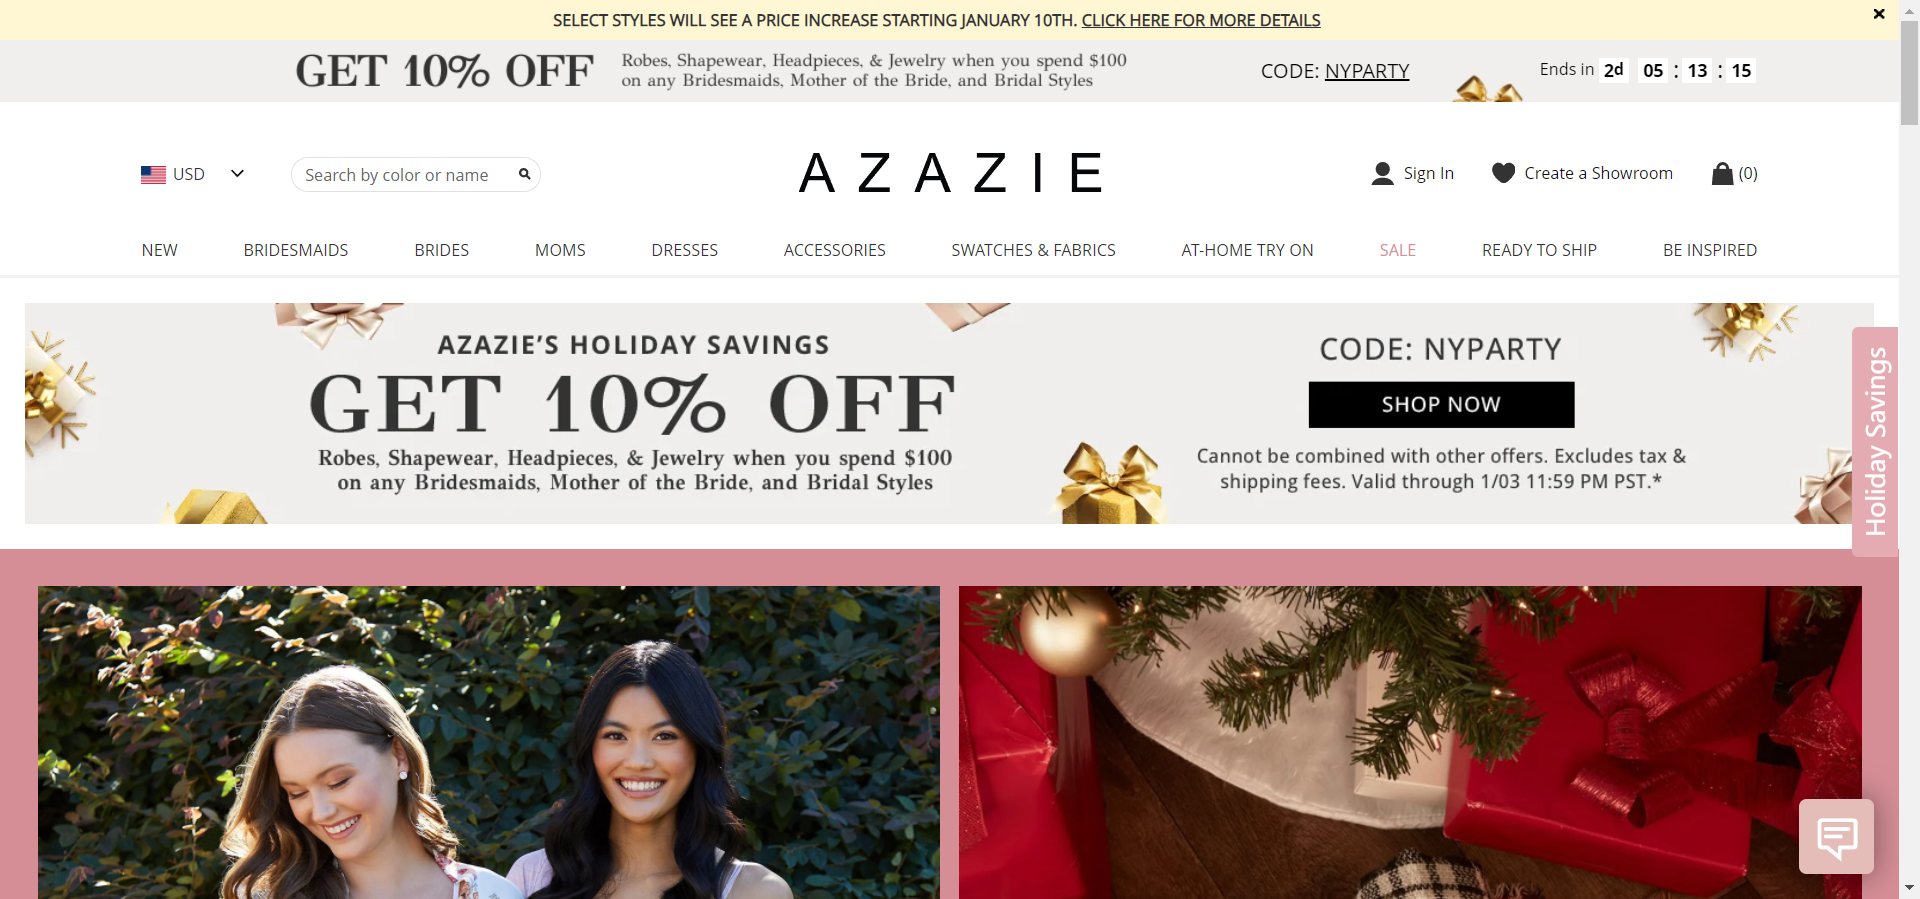 SELECT STYLES WILL SEE A PRICE INCREASE STARTING JANUARY 10TH. CLICK HERE FOR MORE DETAILS
GET 10% OFF
Robes, Shapewear, Headpieces, & Jewelry when you spend $100
on any Bridesmaids, Mother of the Bride, and Bridal Styles
CODE: NYPARTY
Ends in 2d 05 : 13 : 15
USD
Search by color or name
AZAZIE
Sign In
Create a Showroom
(0)
NEW
BRIDESMAIDS
BRIDES
MOMS
DRESSES
ACCESSORIES
SWATCHES & FABRICS
AT-HOME TRY ON
SALE
READY TO SHIP
BE INSPIRED
AZAZIE'S HOLIDAY SAVINGS
GET 10% OFF
Robes, Shapewear, Headpieces, & Jewelry when you spend $100
on any Bridesmaids, Mother of the Bride, and Bridal Styles
CODE: NYPARTY
SHOP NOW
Cannot be combined with other offers. Excludes tax &
shipping fees. Valid through 1/03 11:59 PM PST.*
Holiday Savings